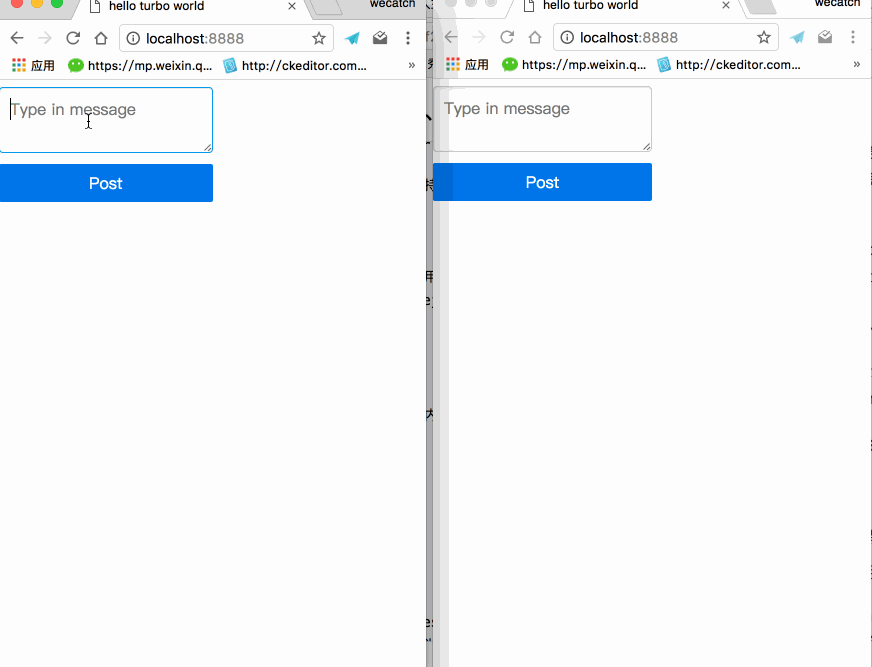 hello turbo world
wecatch
localhost:8888
应用
https://mp.weixin.q...
http://ckeditor.com...
»
Type in message
Post
hello turbo world
wecatch
localhost:8888
应用
https://mp.weixin.q...
http://ckeditor.com...
»
Type in message
Post